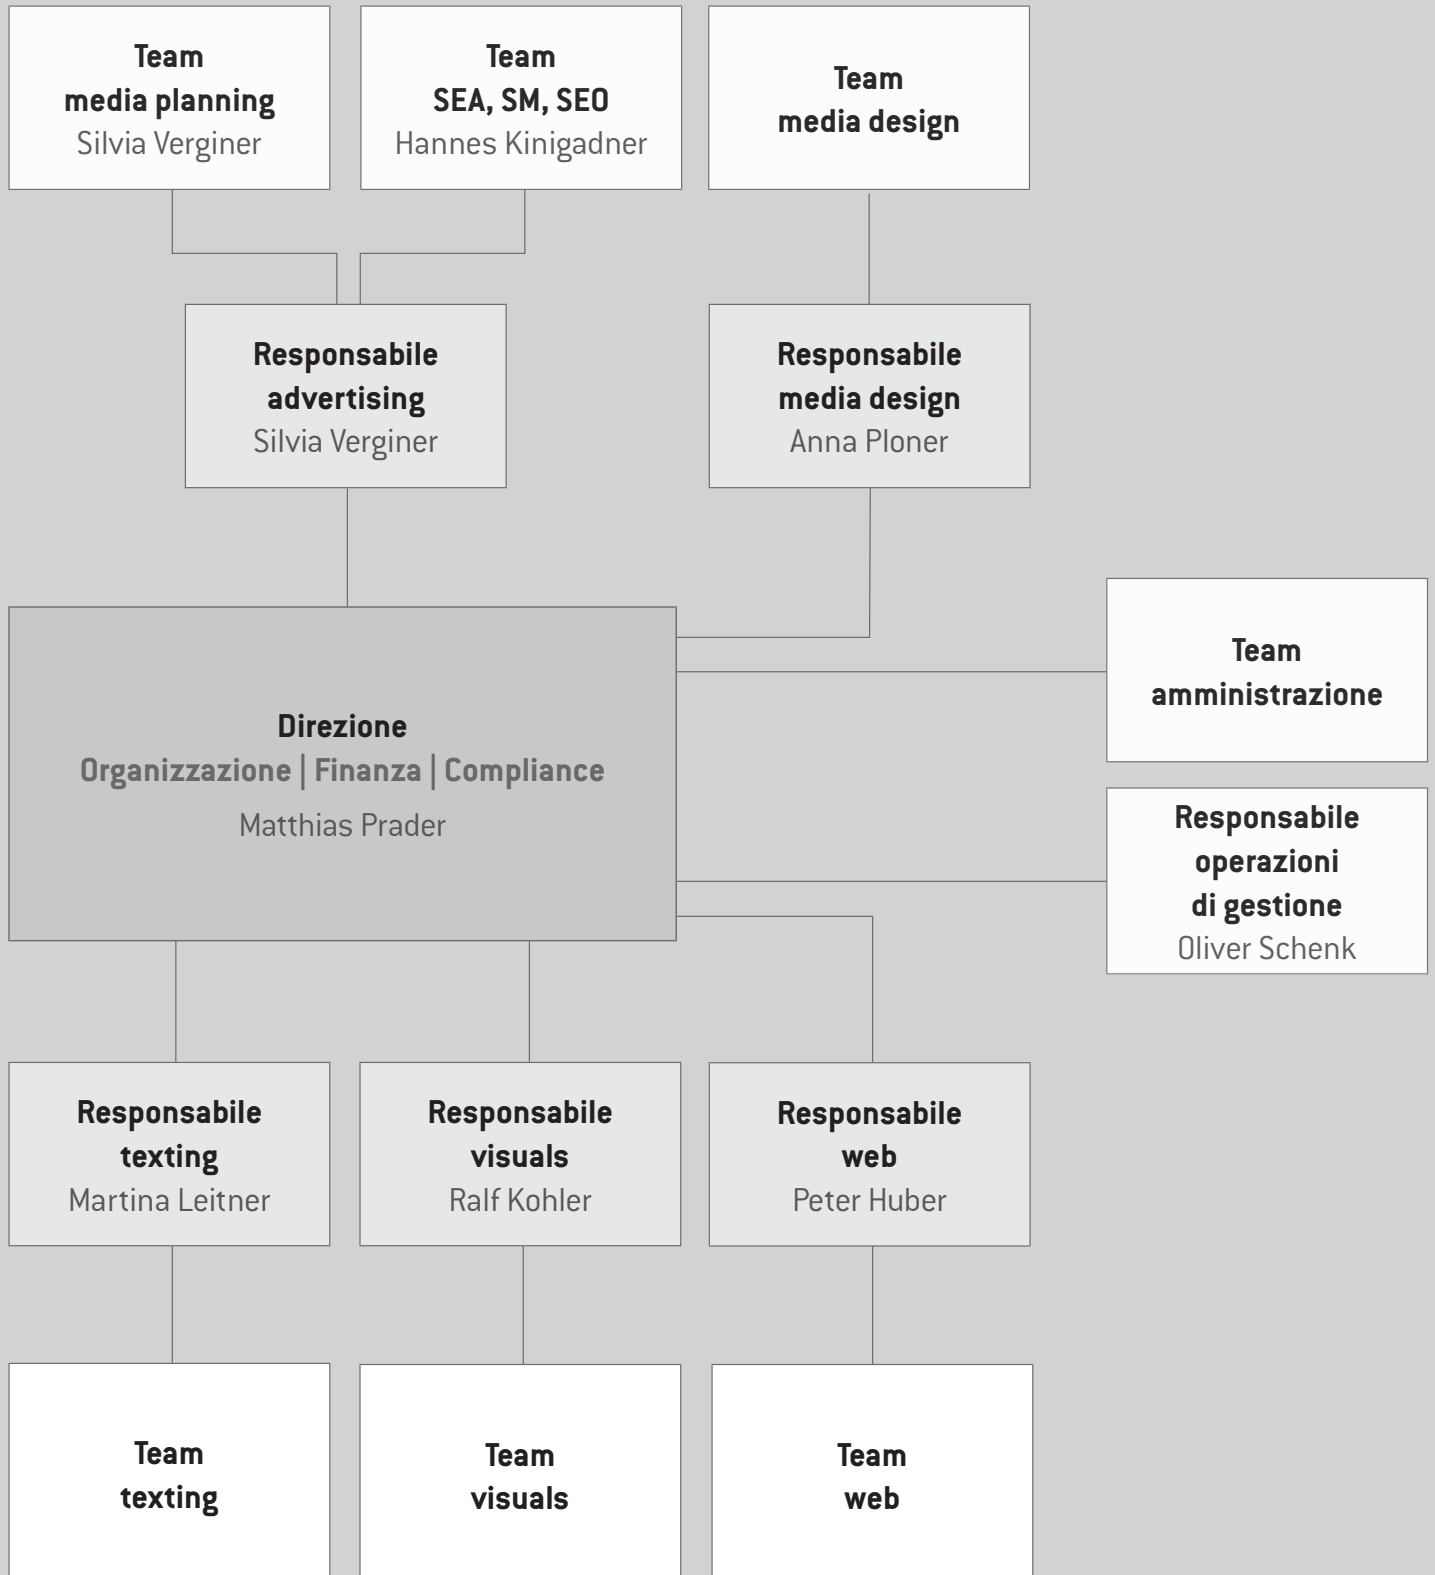 Team
media planning
Silvia Verginer
Team
SEA, SM, SEO
Hannes Kinigadner
Team
media design
Responsabile
advertising
Silvia Verginer
Responsabile
media design
Anna Ploner
Direzione
Organizzazione | Finanza | Compliance
Matthias Prader
Team
amministrazione
Responsabile
operazioni
di gestione
Oliver Schenk
Responsabile
texting
Martina Leitner
Responsabile
visuals
Ralf Kohler
Responsabile
web
Peter Huber
Team
texting
Team
visuals
Team
web